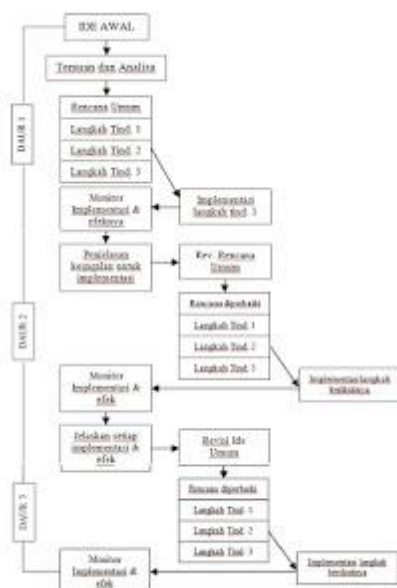 IDE AWAL
Temuan dan Analisa
Rencana Umum
Langkah Tind. 1
Langkah Tind. 2
Langkah Tind. 3
DAUR 1
Monitor
Implementasi &
efeknya
Implementasi
langkah tind. 3
Penjelasan
kegagalan untuk
implementasi
Rev. Rencana
Umum
Rencana diperbaiki
Langkah Tind. 1
Langkah Tind. 2
Langkah Tind. 3
DAUR 2
Monitor
Implementasi &
efek
Implementasi langkah
berikutnya
Jelaskan setiap
implementasi &
efek
Revisi Ide
Umum
Rencana diperbaiki
Langkah Tind. 1
Langkah Tind. 2
Langkah Tind. 3
DAUR 3
Monitor
Implementasi &
efek
Implementasi langkah
berikutnya